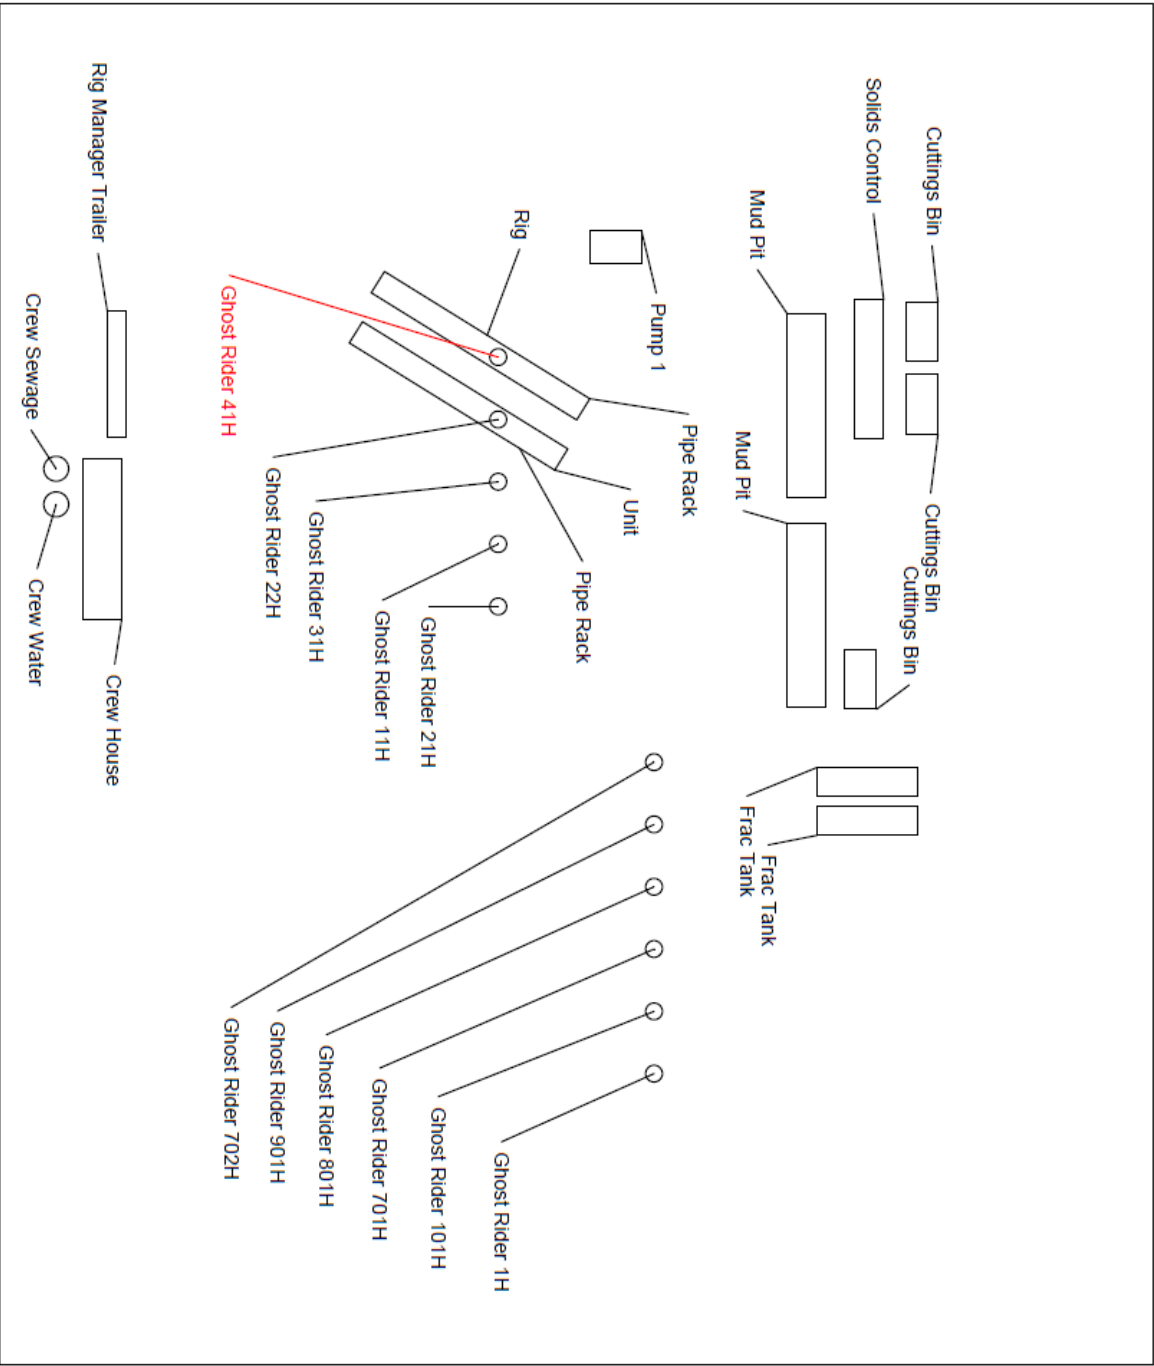 Cuttings Bin
Solids Control
Cuttings Bin
Cuttings Bin
Mud Pit
Mud Pit
Frac Tank
Frac Tank
Pump 1
Pipe Rack
Unit
Pipe Rack
Rig
Ghost Rider 1H
Ghost Rider 101H
Ghost Rider 21H
Ghost Rider 11H
Ghost Rider 701H
Ghost Rider 31H
Ghost Rider 801H
Ghost Rider 22H
Ghost Rider 901H
Ghost Rider 41H
Ghost Rider 702H
Rig Manager Trailer
Crew House
Crew Sewage
Crew Water